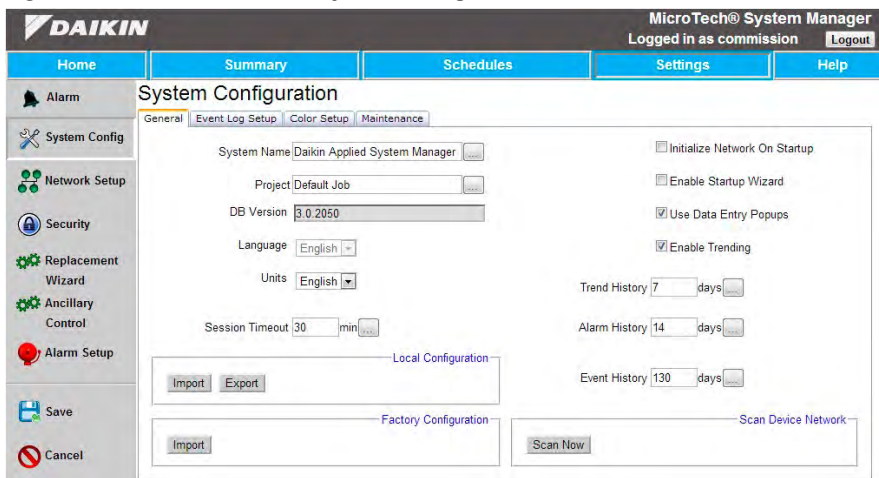 DAIKIN
MicroTech® System Manager
Logged in as commission Logout
Home Summary Schedules Settings Help
Alarm
System Config
Network Setup
Security
Replacement
Wizard
Ancillary
Control
Alarm Setup
Save
Cancel
System Configuration
General Event Log Setup Color Setup Maintenance
System Name Daikin Applied System Manager ....
Project Default Job ....
DB Version 3.0.2050
Language English
Units English
Session Timeout 30 min ...
Initialize Network On Startup
Enable Startup Wizard
Use Data Entry Popups
Enable Trending
Trend History 7 days ....
Alarm History 14 days ....
Event History 130 days ....
Local Configuration
Import Export
Factory Configuration
Import
Scan Device Network
Scan Now